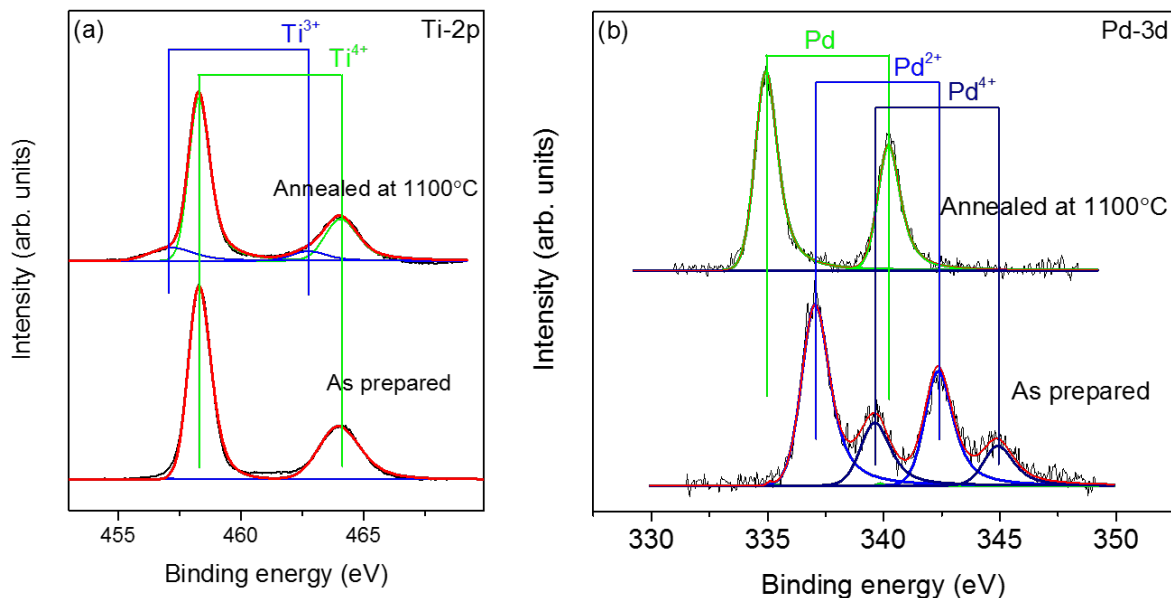 (a)
Ti-2p
Ti³⁺
Ti⁴⁺
Annealed at 1100°C
As prepared
Intensity (arb. units)
455 460 465
Binding energy (eV)
(b)
Pd-3d
Pd
Pd²⁺
Pd⁴⁺
Annealed at 1100°C
As prepared
Intensity (arb. units)
330 335 340 345 350
Binding energy (eV)